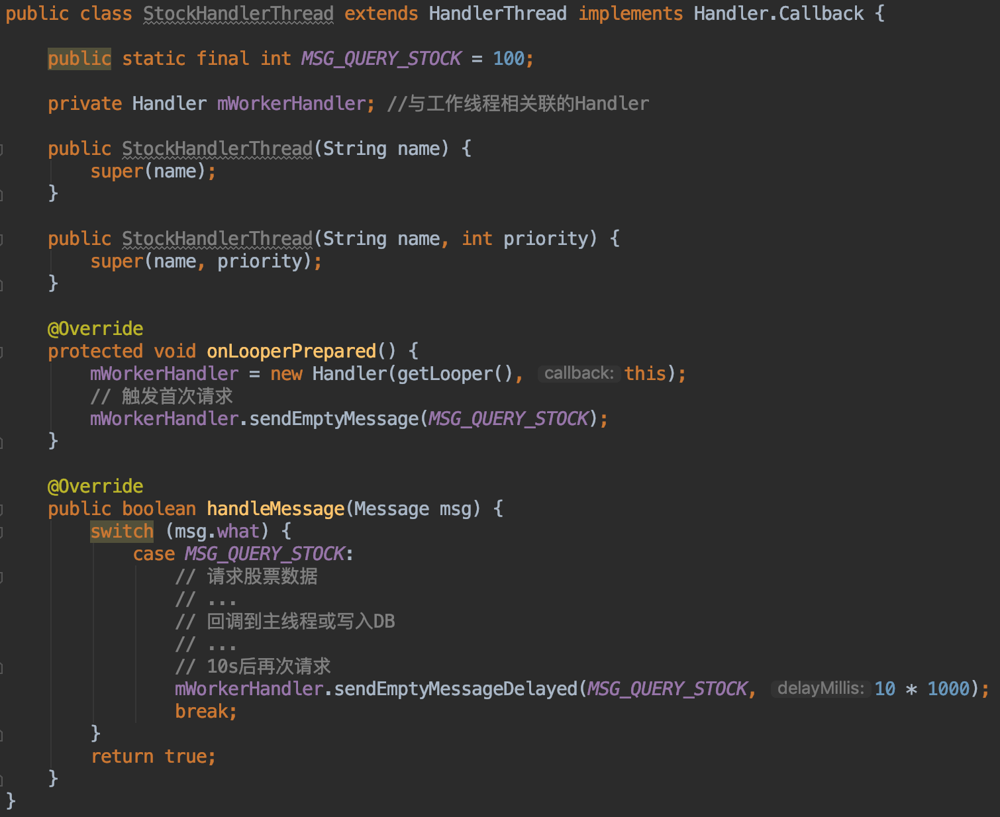 public class StockHandlerThread extends HandlerThread implements Handler.Callback {
public static final int MSG_QUERY_STOCK = 100;
private Handler mWorkerHandler; //与工作线程相关联的Handler
public StockHandlerThread(String name) {
super(name);
}
public StockHandlerThread(String name, int priority) {
super(name, priority);
}
@Override
protected void onLooperPrepared() {
mWorkerHandler = new Handler(getLooper(), callback: this);
// 触发首次请求
mWorkerHandler.sendEmptyMessage(MSG_QUERY_STOCK);
}
@Override
public boolean handleMessage(Message msg) {
switch (msg.what) {
case MSG_QUERY_STOCK:
// 请求股票数据
// ...
// 回调到主线程或写入DB
// ...
// 10s后再次请求
mWorkerHandler.sendEmptyMessageDelayed(MSG_QUERY_STOCK, delayMillis: 10 * 1000);
break;
}
return true;
}
}